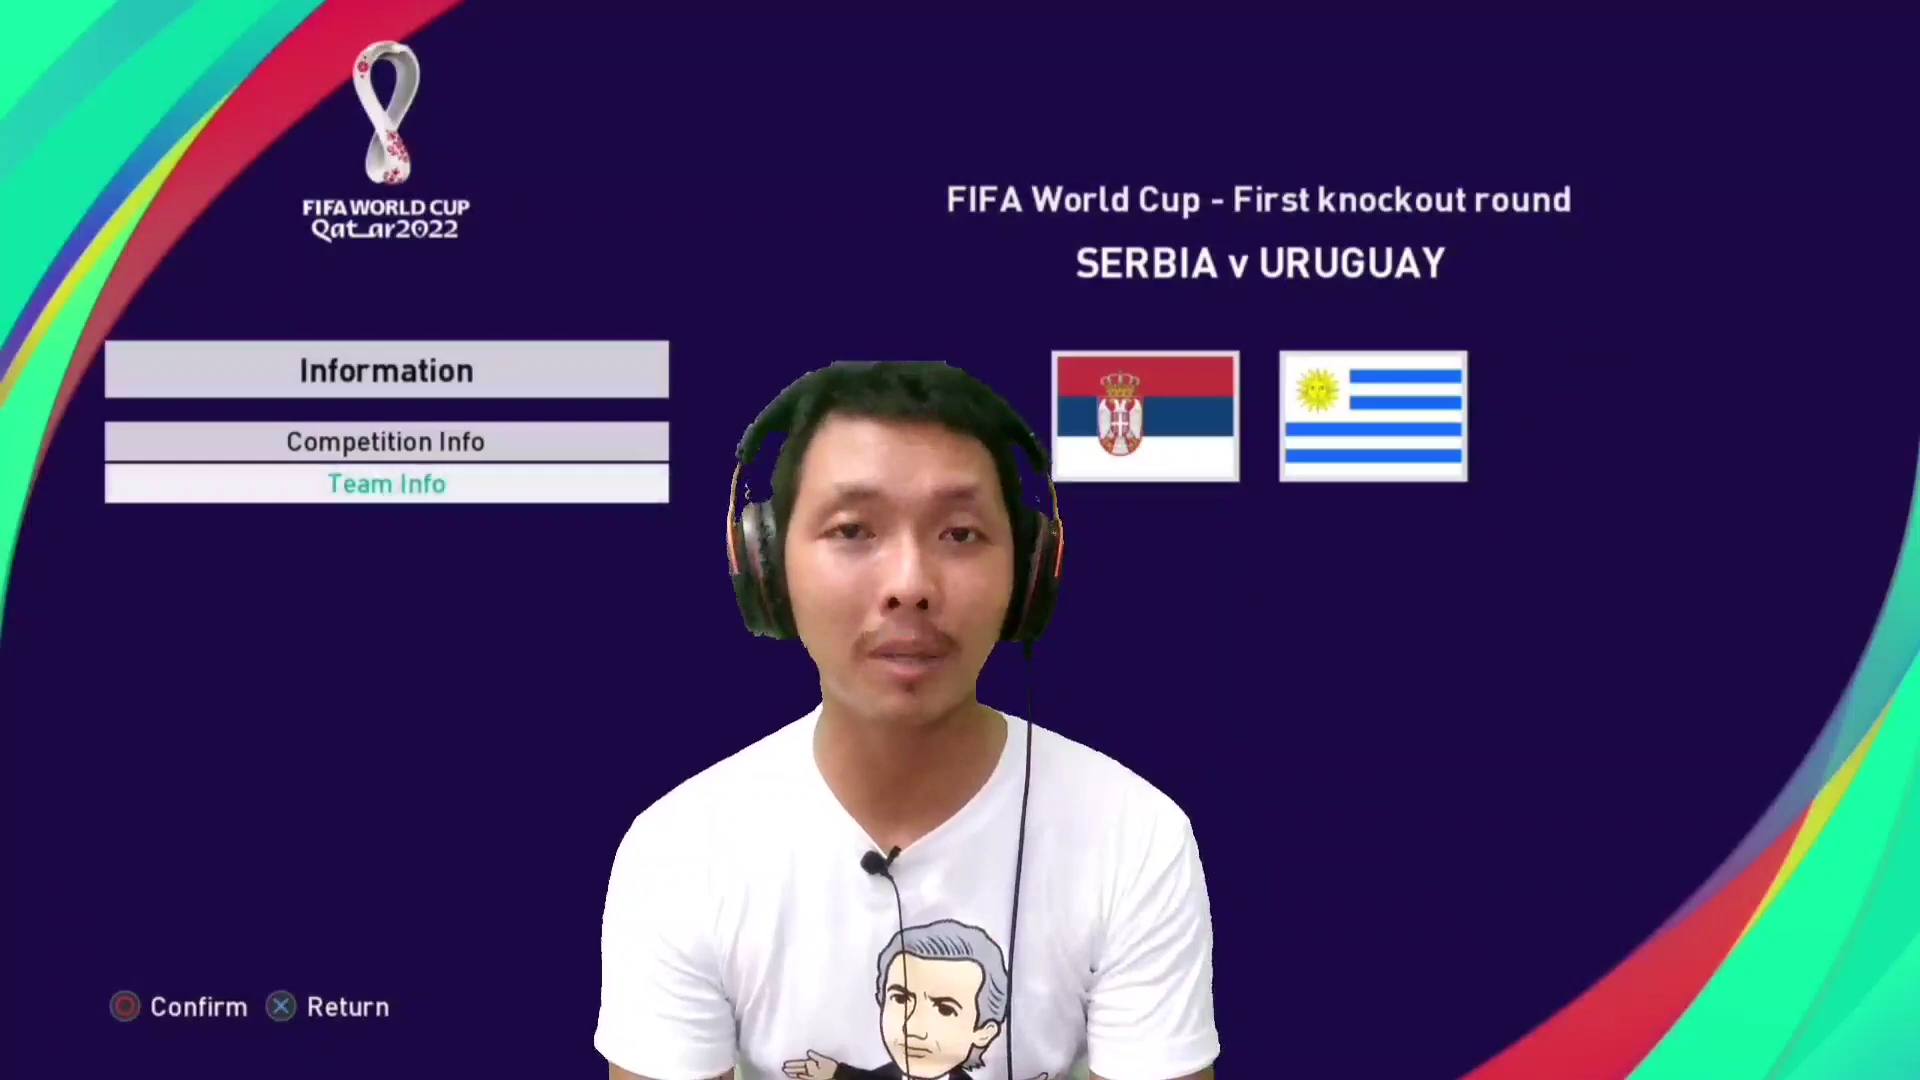 FIFA WORLD CUP
Qatar2022
FIFA World Cup - First knockout round
SERBIA v URUGUAY
Information
Competition Info
Team Info
Confirm
Return